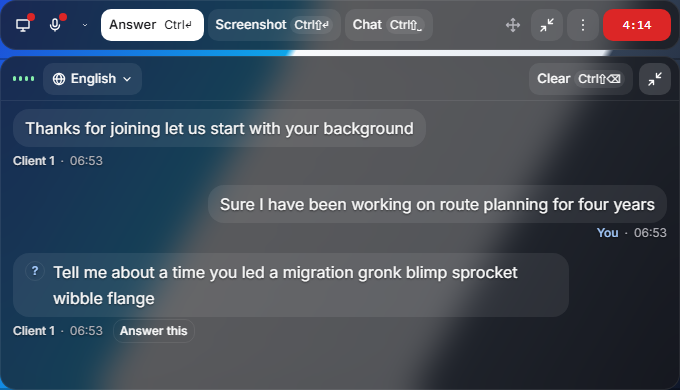 Answer Ctrl↵ Screenshot Ctrl⇧↵ Chat Ctrl⇧⎵ 4:14
English Clear Ctrl⇧⌫
Thanks for joining let us start with your background
Client 1 · 06:53
Sure I have been working on route planning for four years
You · 06:53
? Tell me about a time you led a migration gronk blimp sprocket
wibble flange
Client 1 · 06:53 Answer this